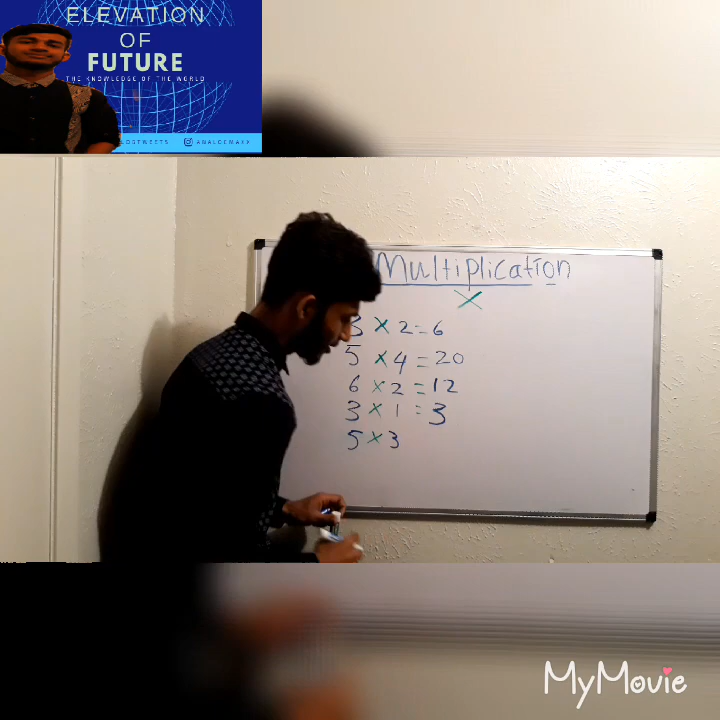 ELEVATION
OF
FUTURE
THE KNOWLEDGE OF THE WORLD
Multiplication
×
3 × 2 = 6
5 × 4 = 20
6 × 2 = 12
3 × 1 = 3
5 × 3
MyMovie